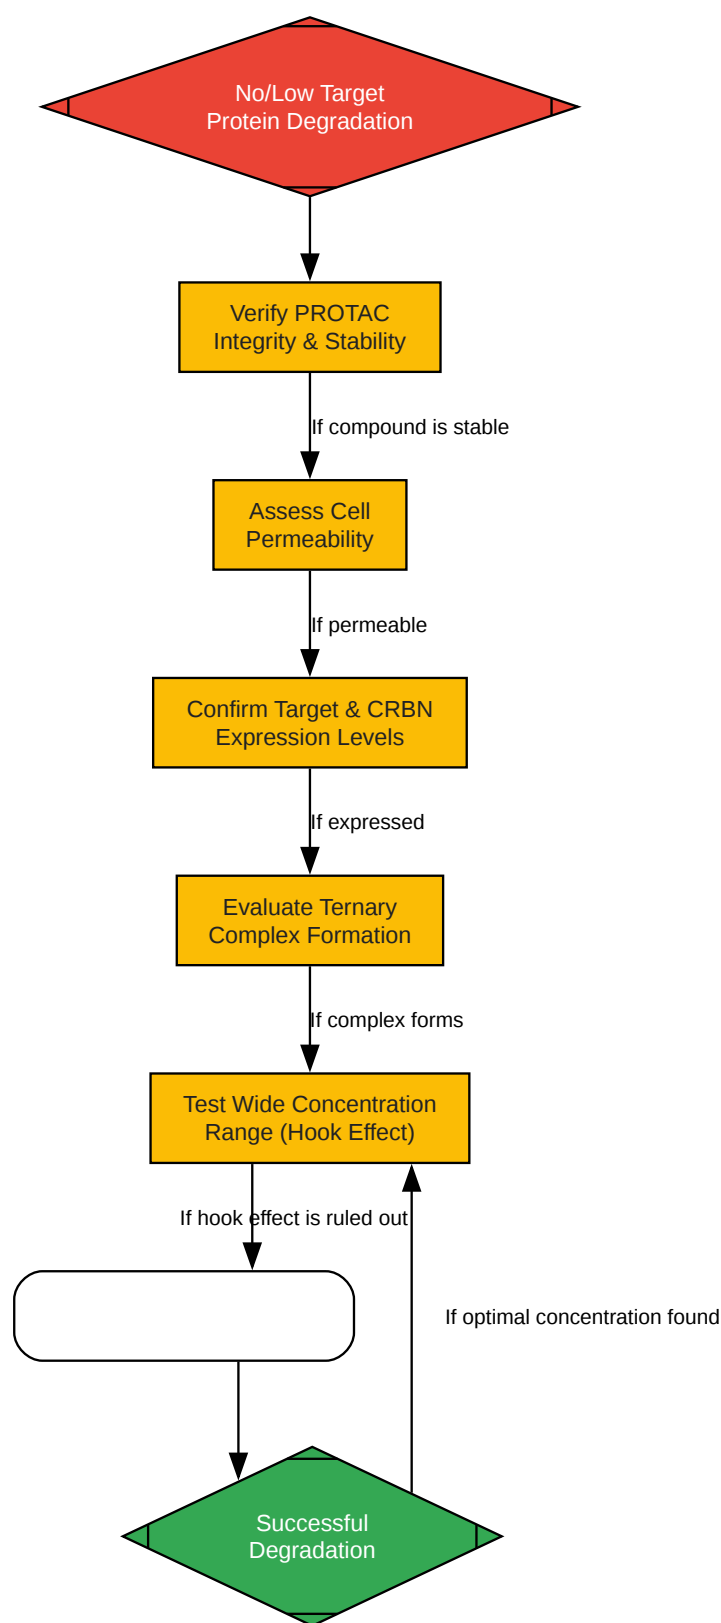 No/Low Target
Protein Degradation
Verify PROTAC
Integrity & Stability
If compound is stable
Assess Cell
Permeability
If permeable
Confirm Target & CRBN
Expression Levels
If expressed
Evaluate Ternary
Complex Formation
If complex forms
Test Wide Concentration
Range (Hook Effect)
If hook effect is ruled out
If optimal concentration found
Successful
Degradation